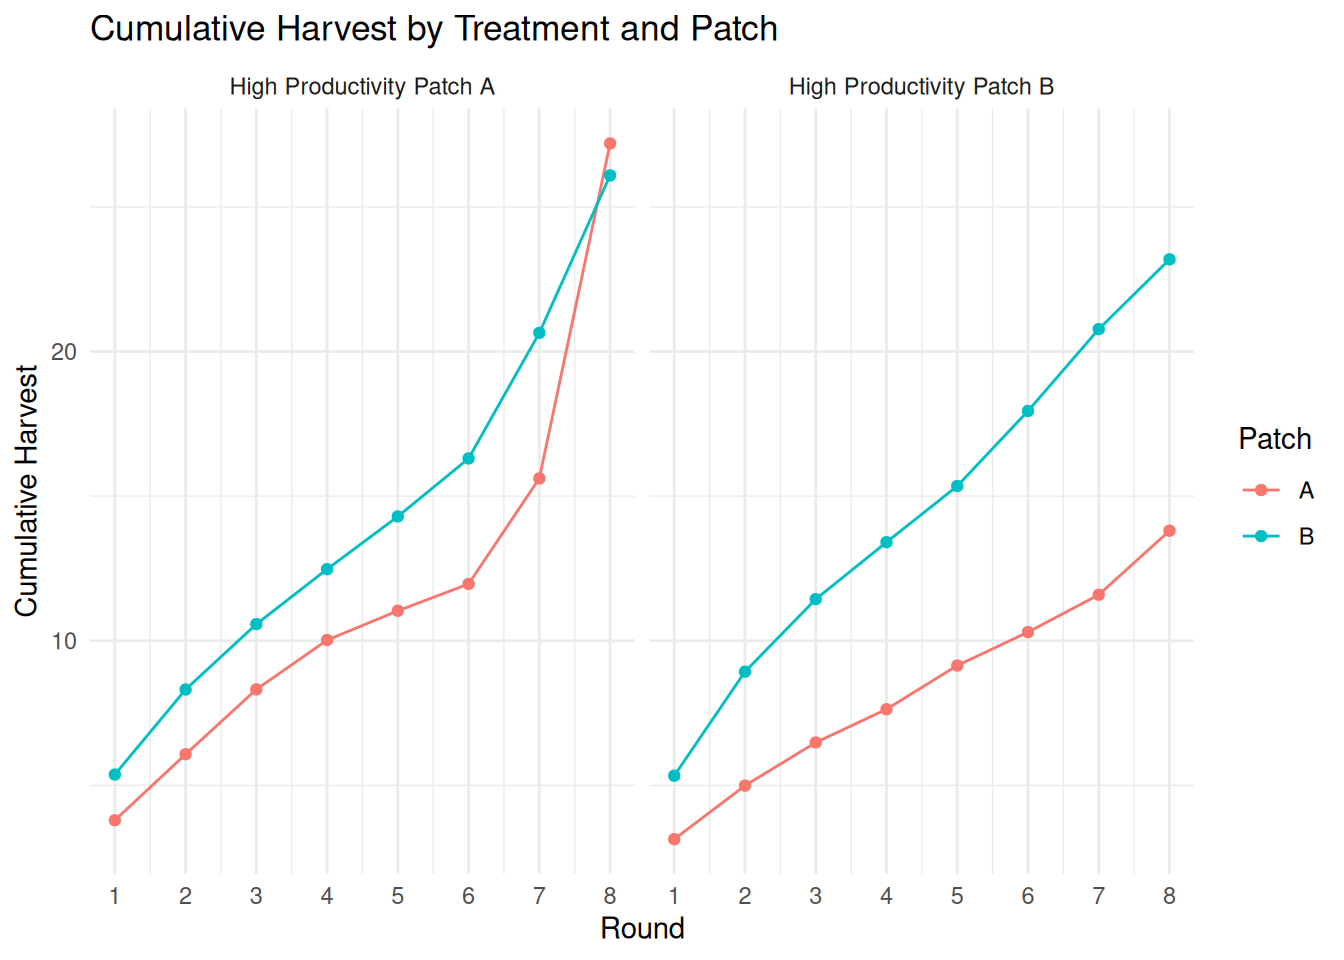 Cumulative Harvest by Treatment and Patch
High Productivity Patch A
High Productivity Patch B
Cumulative Harvest
20
10
1 2 3 4 5 6 7 8
1 2 3 4 5 6 7 8
Round
Patch
A
B